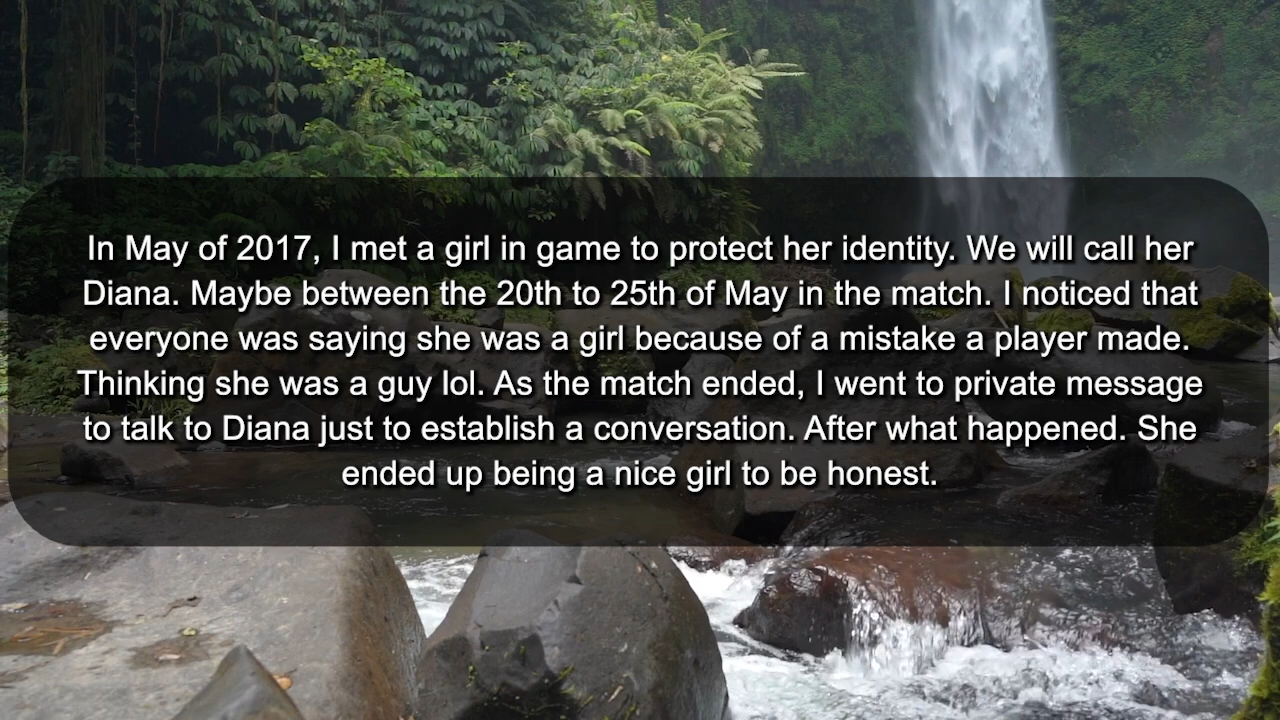 In May of 2017, I met a girl in game to protect her identity. We will call her
Diana. Maybe between the 20th to 25th of May in the match. I noticed that
everyone was saying she was a girl because of a mistake a player made.
Thinking she was a guy lol. As the match ended, I went to private message
to talk to Diana just to establish a conversation. After what happened. She
ended up being a nice girl to be honest.